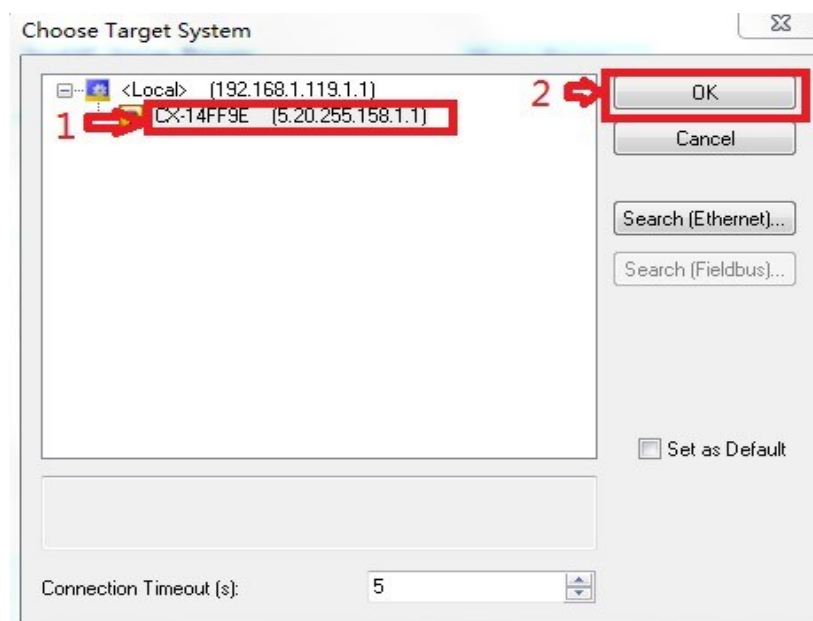 Choose Target System
<Local> (192.168.1.119.1.1)
2
OK
1
CX-14FF9E (5.20.255.158.1.1)
Cancel
Search (Ethernet)...
Search (Fieldbus)...
Set as Default
Connection Timeout (s):
5